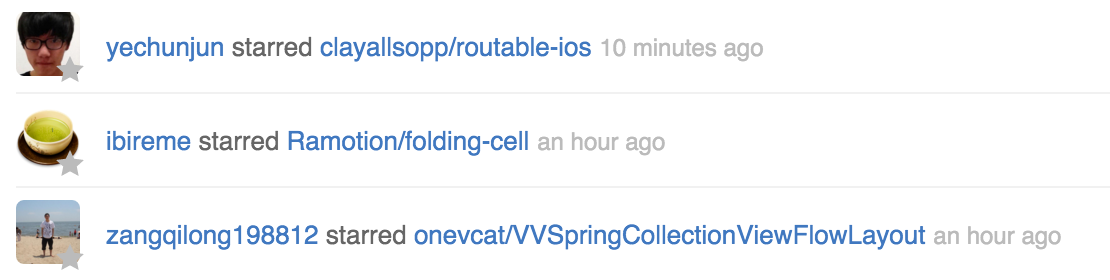 yechunjun starred clayallsopp/routable-ios 10 minutes ago
ibireme starred Ramotion/folding-cell an hour ago
zangqilong198812 starred onevcat/VVSpringCollectionViewFlowLayout an hour ago